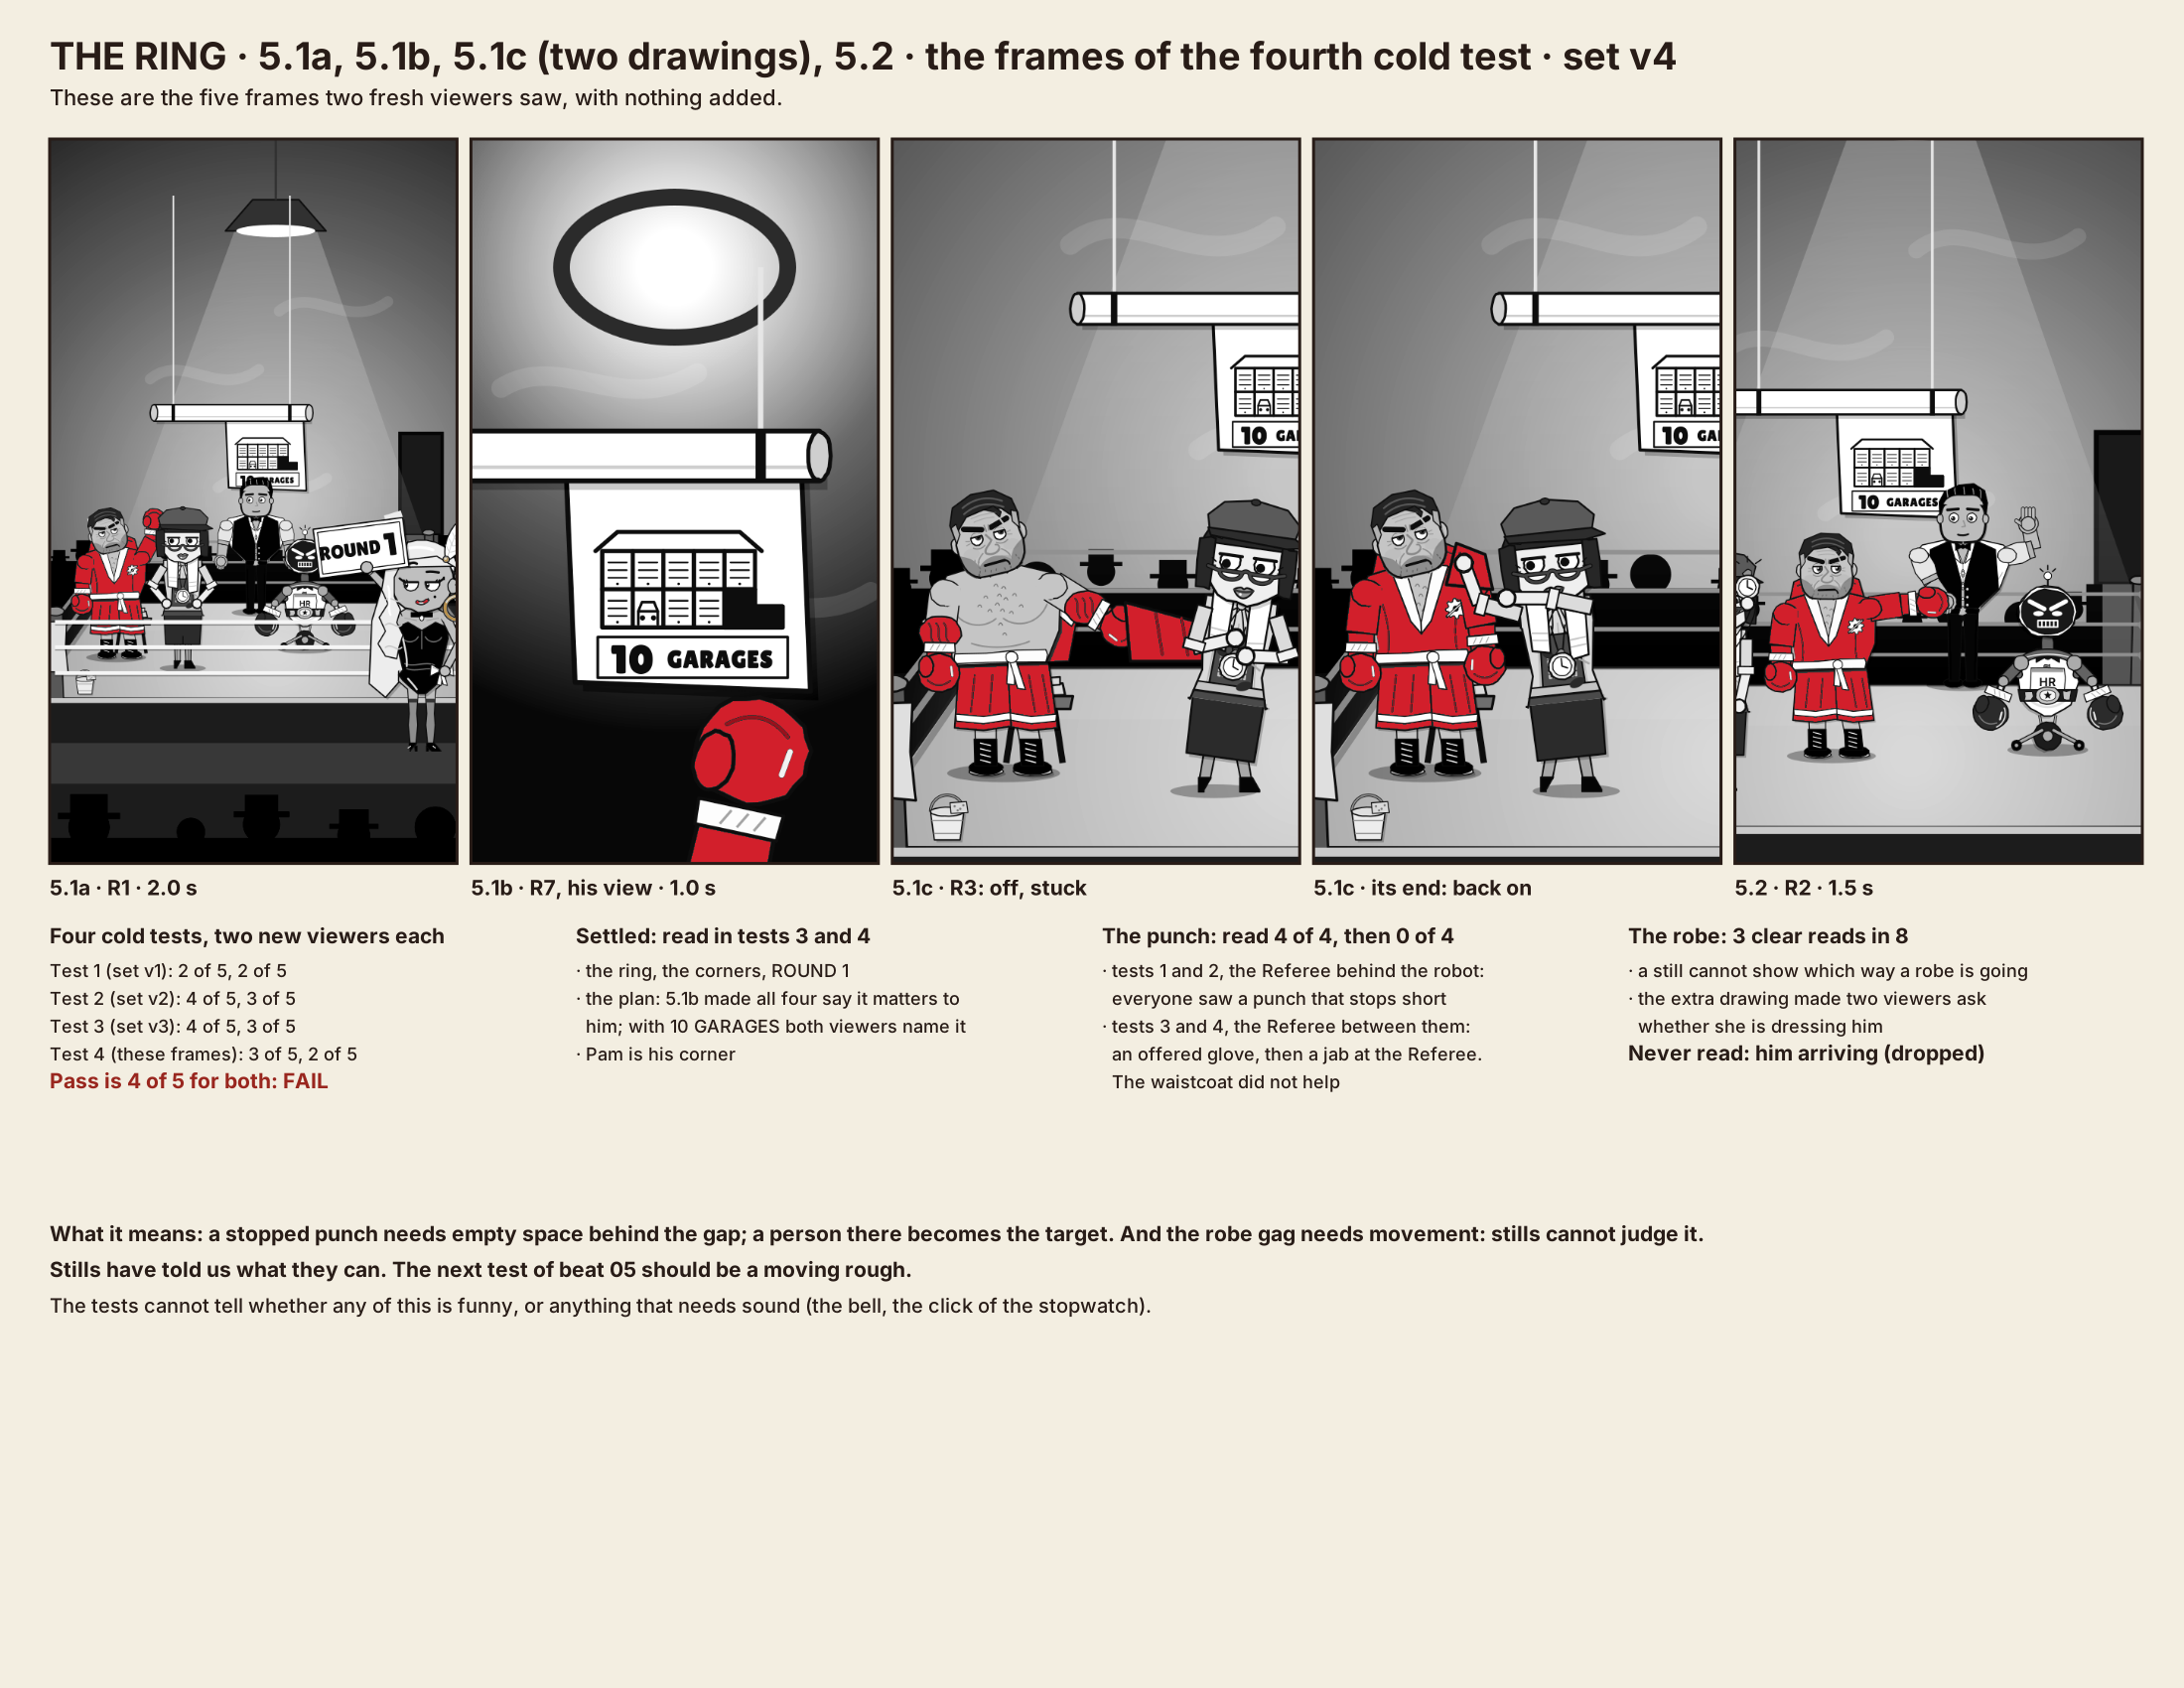 THE RING · 5.1a, 5.1b, 5.1c (two drawings), 5.2 · the frames of the fourth cold test · set v4
These are the five frames two fresh viewers saw, with nothing added.
10 GARAGES
ROUND 1
HR
10 GARAGES
10 GA
10 GA
10 GARAGES
HR
5.1a · R1 · 2.0 s
5.1b · R7, his view · 1.0 s
5.1c · R3: off, stuck
5.1c · its end: back on
5.2 · R2 · 1.5 s
Four cold tests, two new viewers each
Test 1 (set v1): 2 of 5, 2 of 5
Test 2 (set v2): 4 of 5, 3 of 5
Test 3 (set v3): 4 of 5, 3 of 5
Test 4 (these frames): 3 of 5, 2 of 5
Pass is 4 of 5 for both: FAIL
Settled: read in tests 3 and 4
· the ring, the corners, ROUND 1
· the plan: 5.1b made all four say it matters to
him; with 10 GARAGES both viewers name it
· Pam is his corner
The punch: read 4 of 4, then 0 of 4
· tests 1 and 2, the Referee behind the robot:
everyone saw a punch that stops short
· tests 3 and 4, the Referee between them:
an offered glove, then a jab at the Referee.
The waistcoat did not help
The robe: 3 clear reads in 8
· a still cannot show which way a robe is going
· the extra drawing made two viewers ask
whether she is dressing him
Never read: him arriving (dropped)
What it means: a stopped punch needs empty space behind the gap; a person there becomes the target. And the robe gag needs movement: stills cannot judge it.
Stills have told us what they can. The next test of beat 05 should be a moving rough.
The tests cannot tell whether any of this is funny, or anything that needs sound (the bell, the click of the stopwatch).